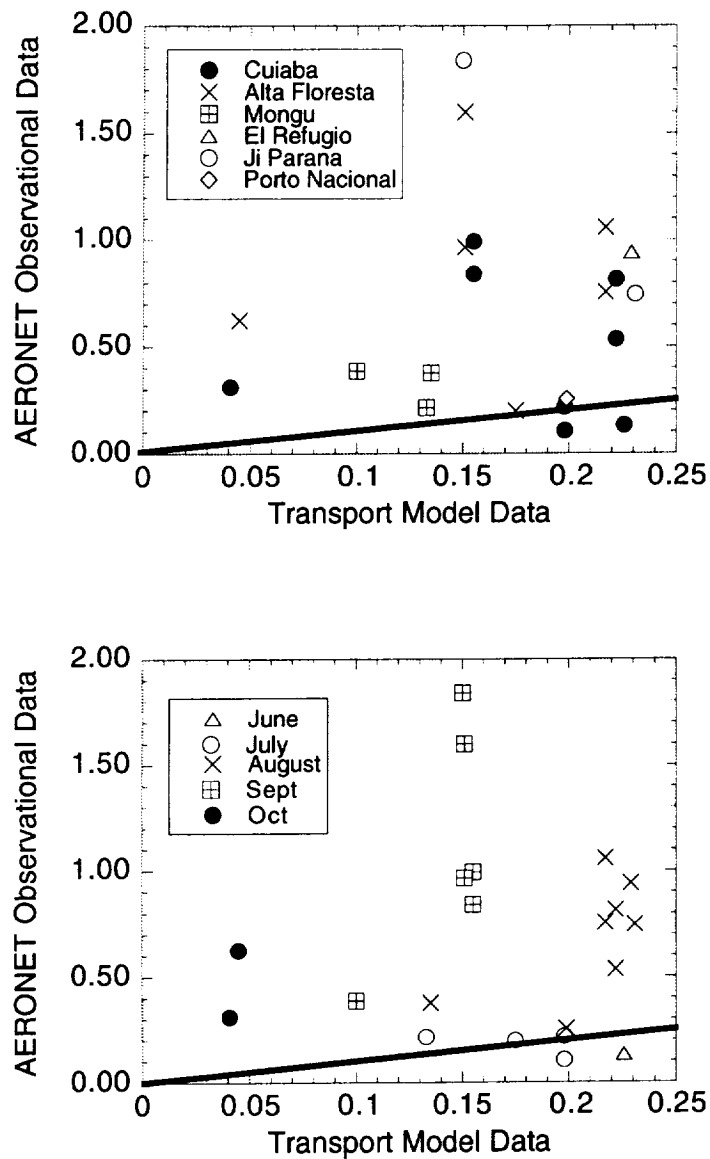 2.00
1.50
1.00
0.50
0.00
AERONET Observational Data
Cuiaba
Alta Floresta
Mongu
El Refugio
Ji Parana
Porto Nacional
0 0.05 0.1 0.15 0.2 0.25
Transport Model Data
2.00
1.50
1.00
0.50
0.00
AERONET Observational Data
June
July
August
Sept
Oct
0 0.05 0.1 0.15 0.2 0.25
Transport Model Data